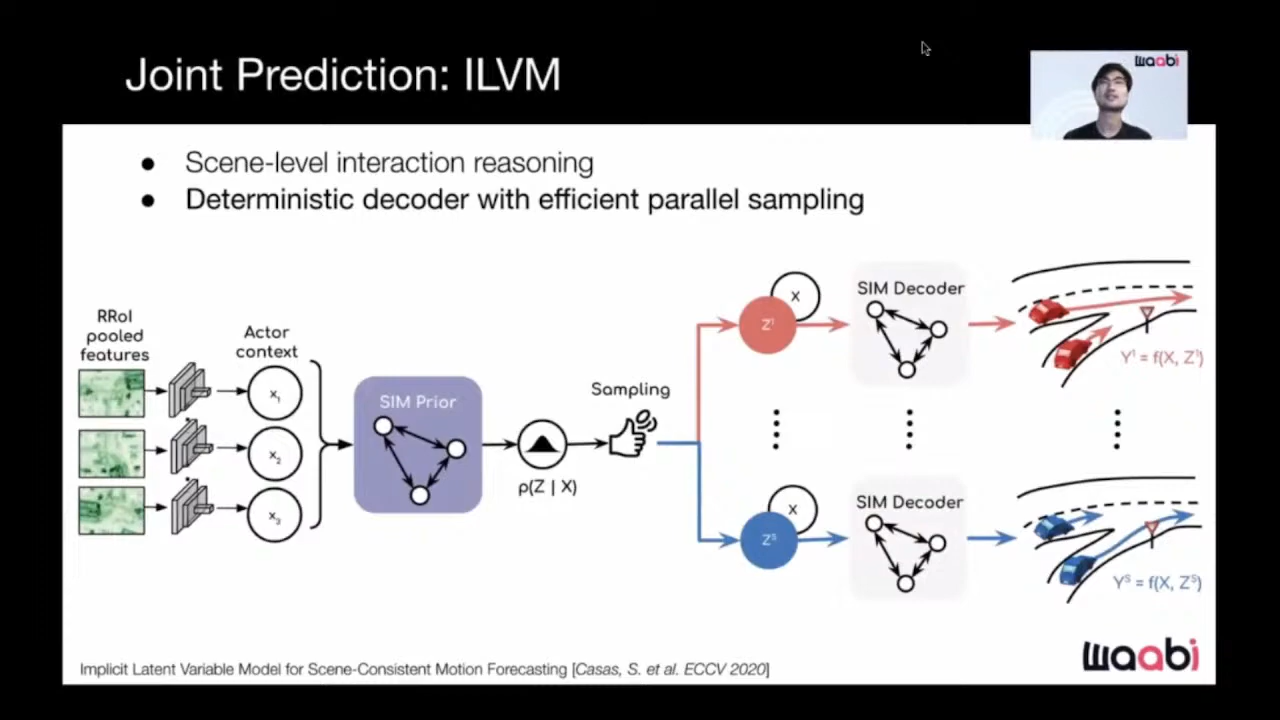 Joint Prediction: ILVM
waabi
● Scene-level interaction reasoning
● Deterministic decoder with efficient parallel sampling
RRoI
pooled
features
Actor
context
x₁
x₂
x₃
SIM Prior
p(Z | X)
Sampling
X
Z¹
SIM Decoder
Y¹ = f(X, Z¹)
X
Zˢ
SIM Decoder
Yˢ = f(X, Zˢ)
waabi
Implicit Latent Variable Model for Scene-Consistent Motion Forecasting [Casas, S. et al. ECCV 2020]